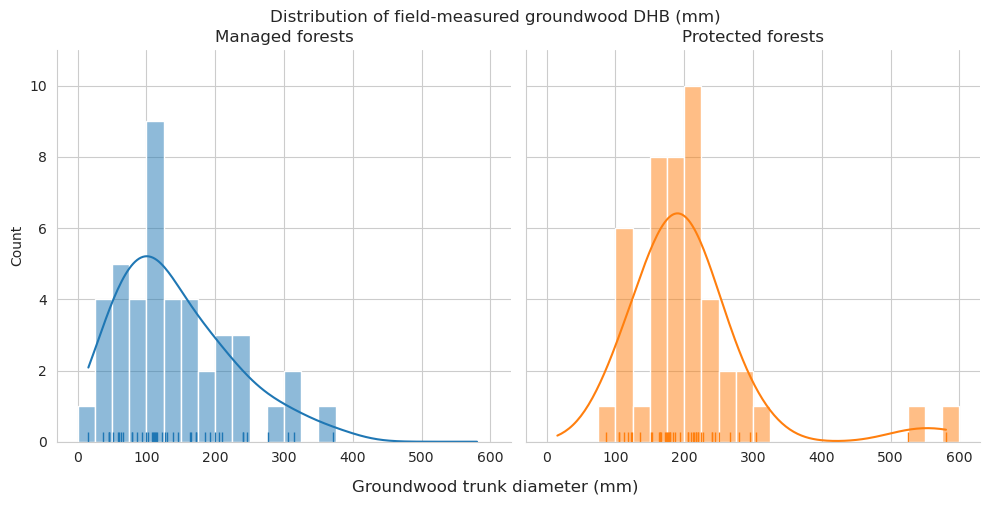 Distribution of field-measured groundwood DHB (mm)
Managed forests
Protected forests
Count
10
8
6
4
2
0
0 100 200 300 400 500 600
0 100 200 300 400 500 600
Groundwood trunk diameter (mm)